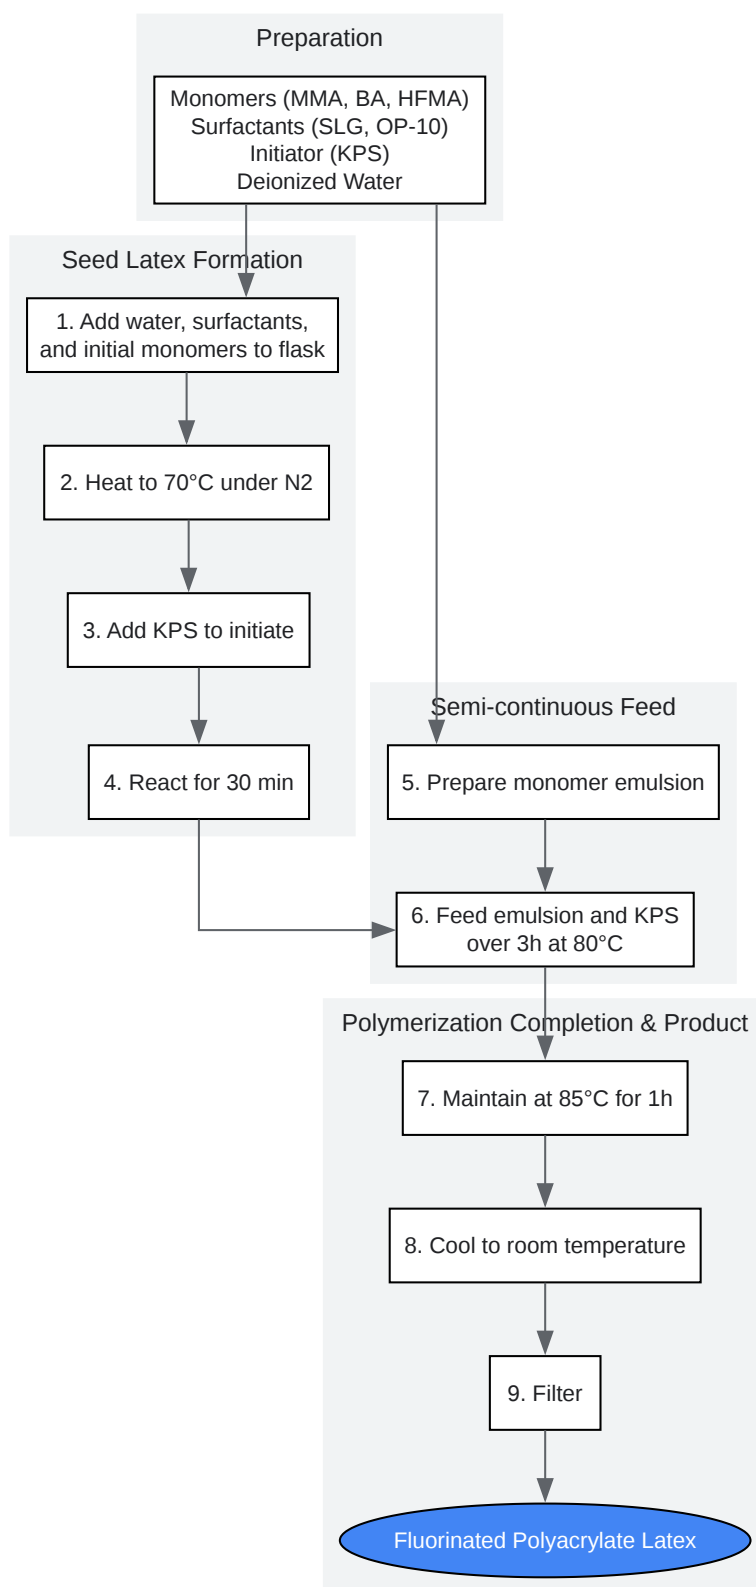 Preparation
Monomers (MMA, BA, HFMA)
Surfactants (SLG, OP-10)
Initiator (KPS)
Deionized Water
Seed Latex Formation
1. Add water, surfactants,
and initial monomers to flask
2. Heat to 70°C under N2
3. Add KPS to initiate
4. React for 30 min
Semi-continuous Feed
5. Prepare monomer emulsion
6. Feed emulsion and KPS
over 3h at 80°C
Polymerization Completion & Product
7. Maintain at 85°C for 1h
8. Cool to room temperature
9. Filter
Fluorinated Polyacrylate Latex